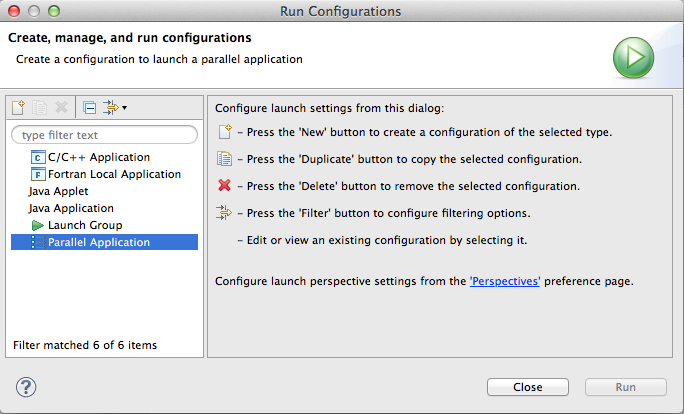 Run Configurations
Create, manage, and run configurations
Create a configuration to launch a parallel application
type filter text
C C/C++ Application
F Fortran Local Application
Java Applet
Java Application
Launch Group
Parallel Application
Filter matched 6 of 6 items
Configure launch settings from this dialog:
– Press the 'New' button to create a configuration of the selected type.
– Press the 'Duplicate' button to copy the selected configuration.
– Press the 'Delete' button to remove the selected configuration.
– Press the 'Filter' button to configure filtering options.
– Edit or view an existing configuration by selecting it.
Configure launch perspective settings from the 'Perspectives' preference page.
?
Close
Run